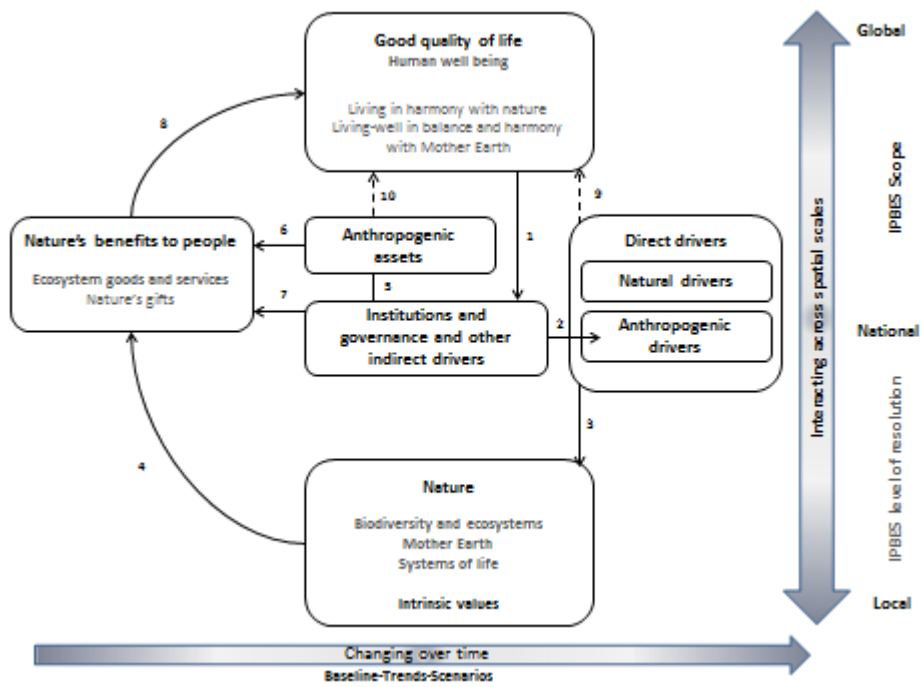 Good quality of life
Human well being
Living in harmony with nature
Living-well in balance and harmony
with Mother Earth
8
10
9
1
Nature's benefits to people
Ecosystem goods and services
Nature's gifts
6
7
Anthropogenic
assets
5
Institutions and
governance and other
indirect drivers
2
Direct drivers
Natural drivers
Anthropogenic
drivers
3
4
Nature
Biodiversity and ecosystems
Mother Earth
Systems of life
Intrinsic values
Interacting across spatial scales
Global
IPBES Scope
National
IPBES level of resolution
Local
Changing over time
Baseline-Trends-Scenarios